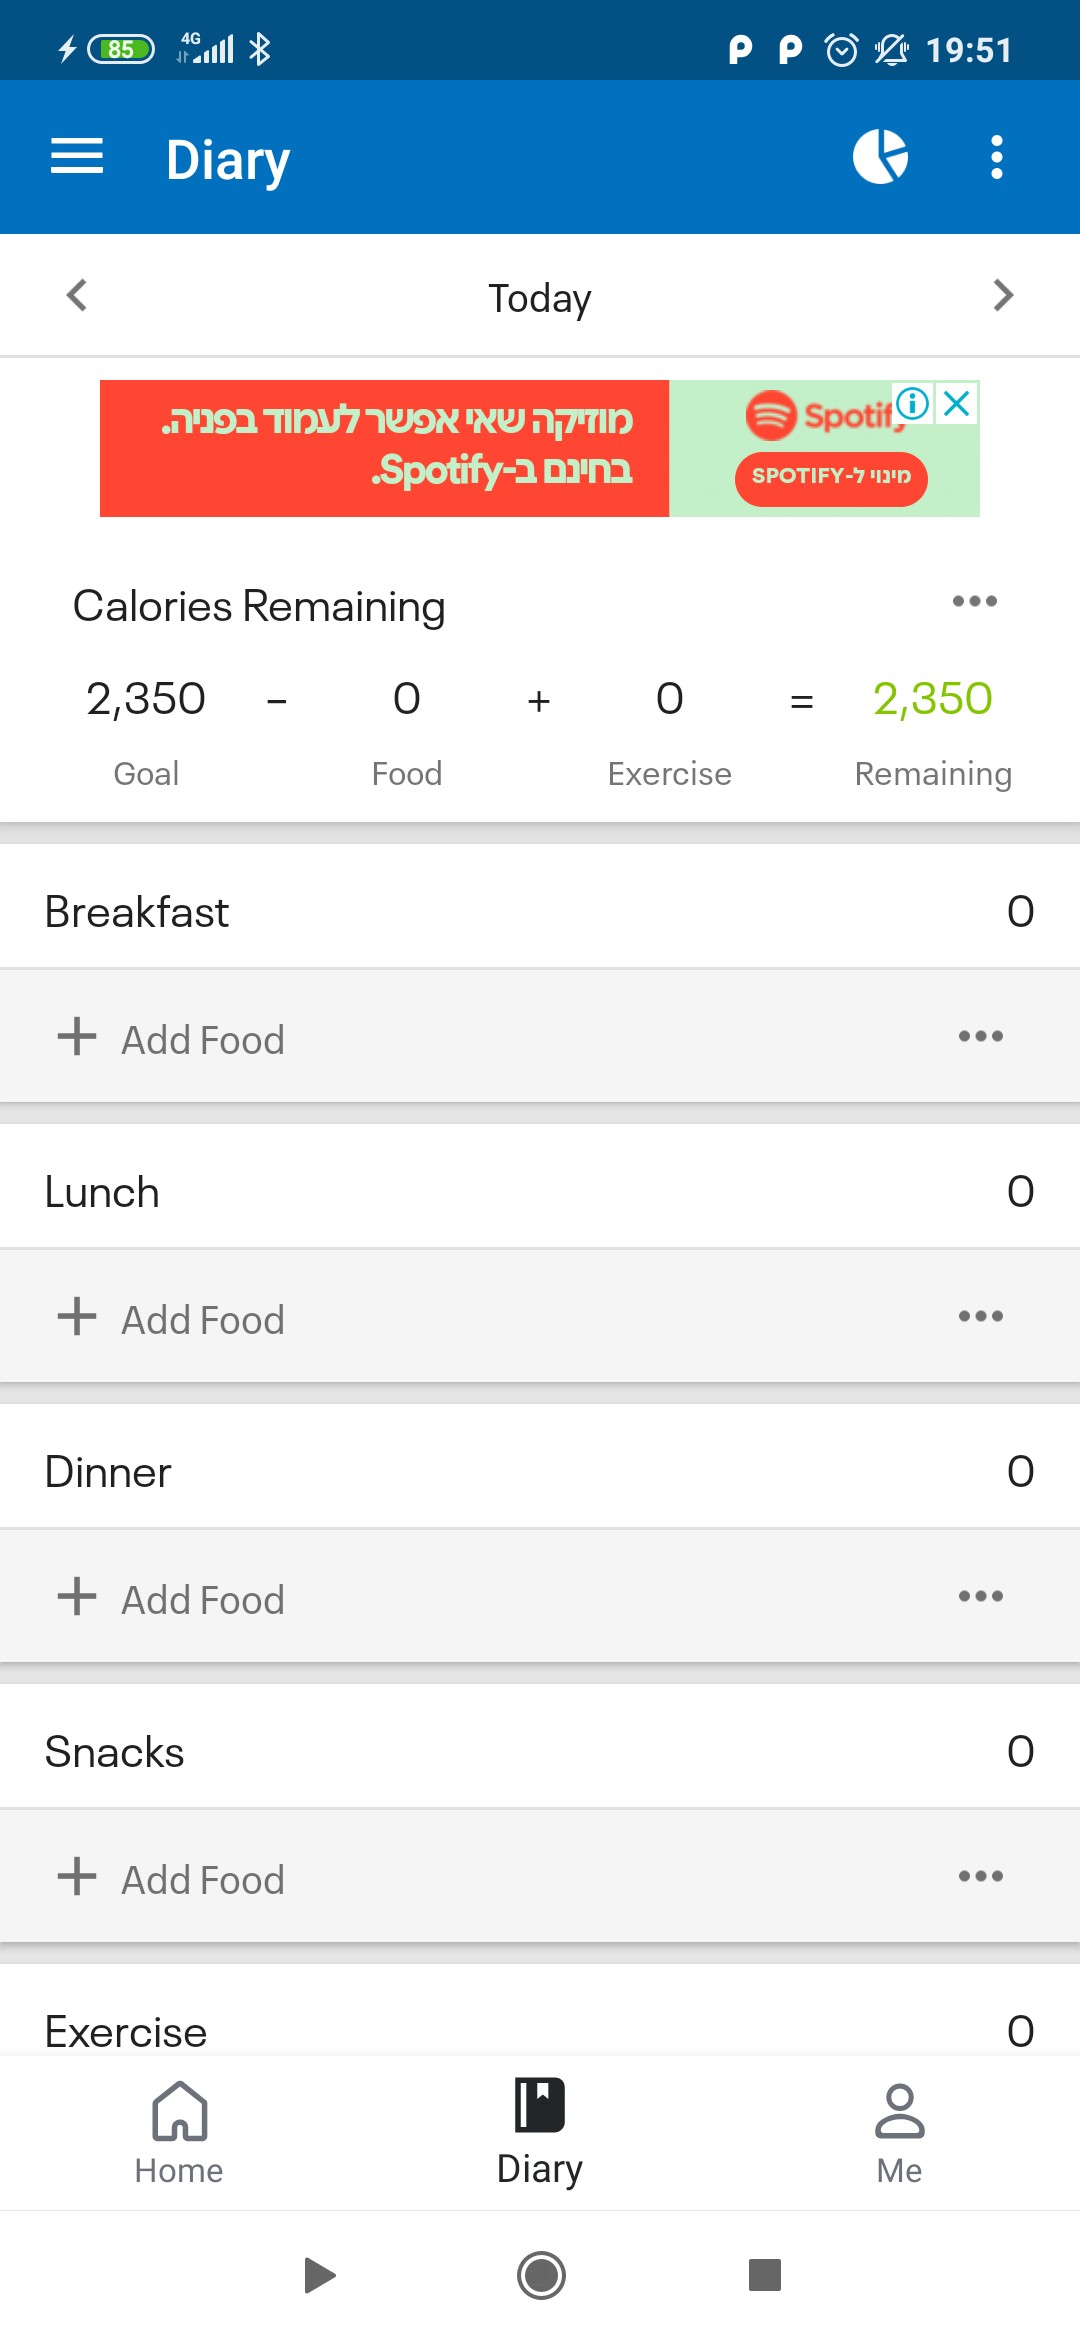 85 4G 19:51
Diary
Today
מוזיקה שאי אפשר לעמוד בפניה.
בחינם ב-Spotify.
Spotify
מינוי ל-SPOTIFY
Calories Remaining
2,350 - 0 + 0 = 2,350
Goal Food Exercise Remaining
Breakfast 0
Add Food
Lunch 0
Add Food
Dinner 0
Add Food
Snacks 0
Add Food
Exercise 0
Home Diary Me